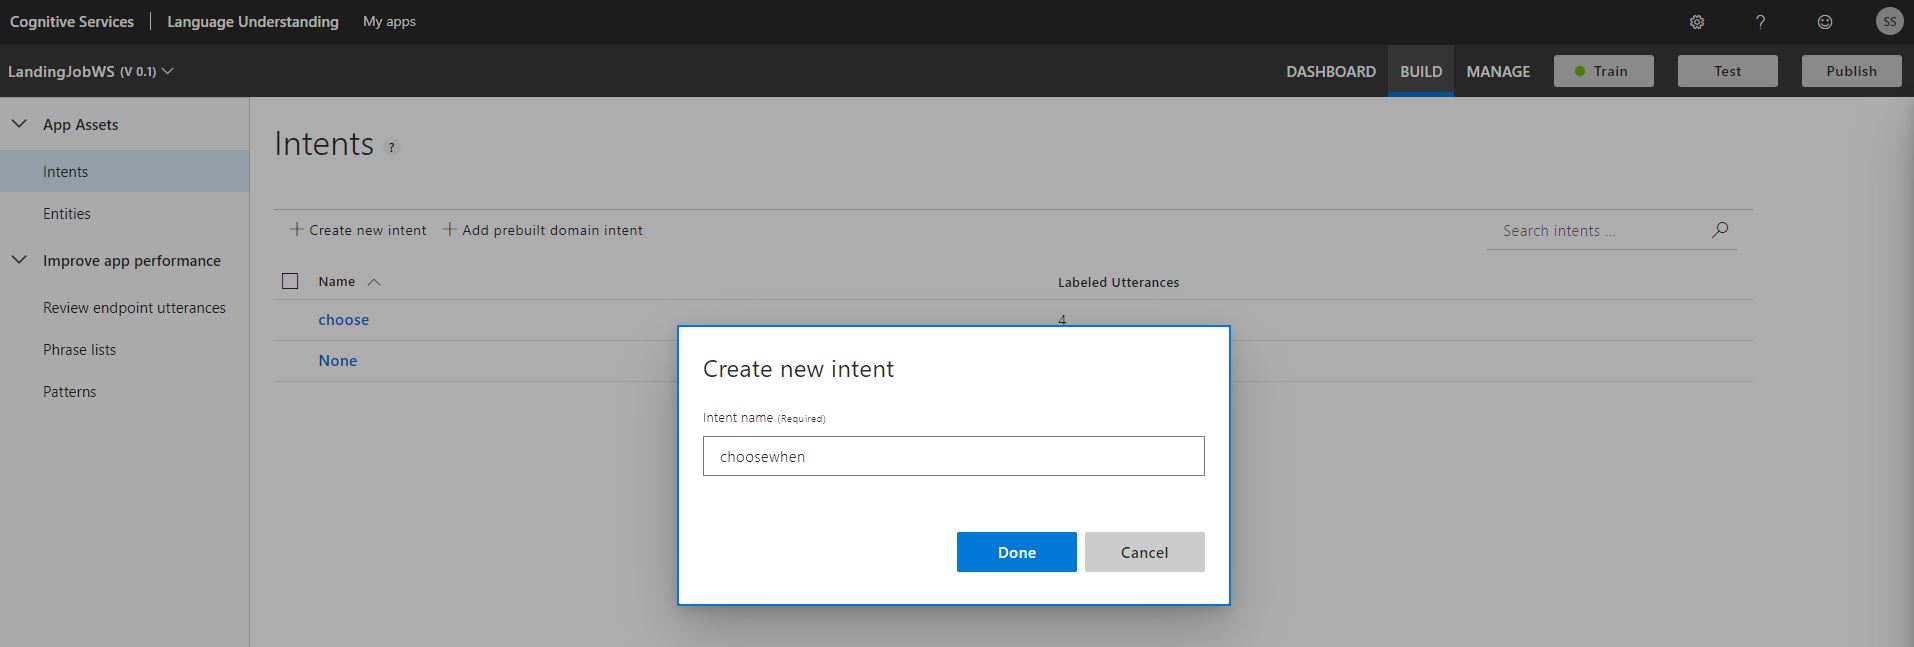 Cognitive Services | Language Understanding My apps ? SS
LandingJobWS (V 0.1) DASHBOARD BUILD MANAGE Train Test Publish
App Assets
Intents
Entities
Improve app performance
Review endpoint utterances
Phrase lists
Patterns
Intents ?
+ Create new intent + Add prebuilt domain intent Search intents ...
Name Labeled Utterances
choose 4
None
Create new intent
Intent name (Required)
choosewhen
Done Cancel